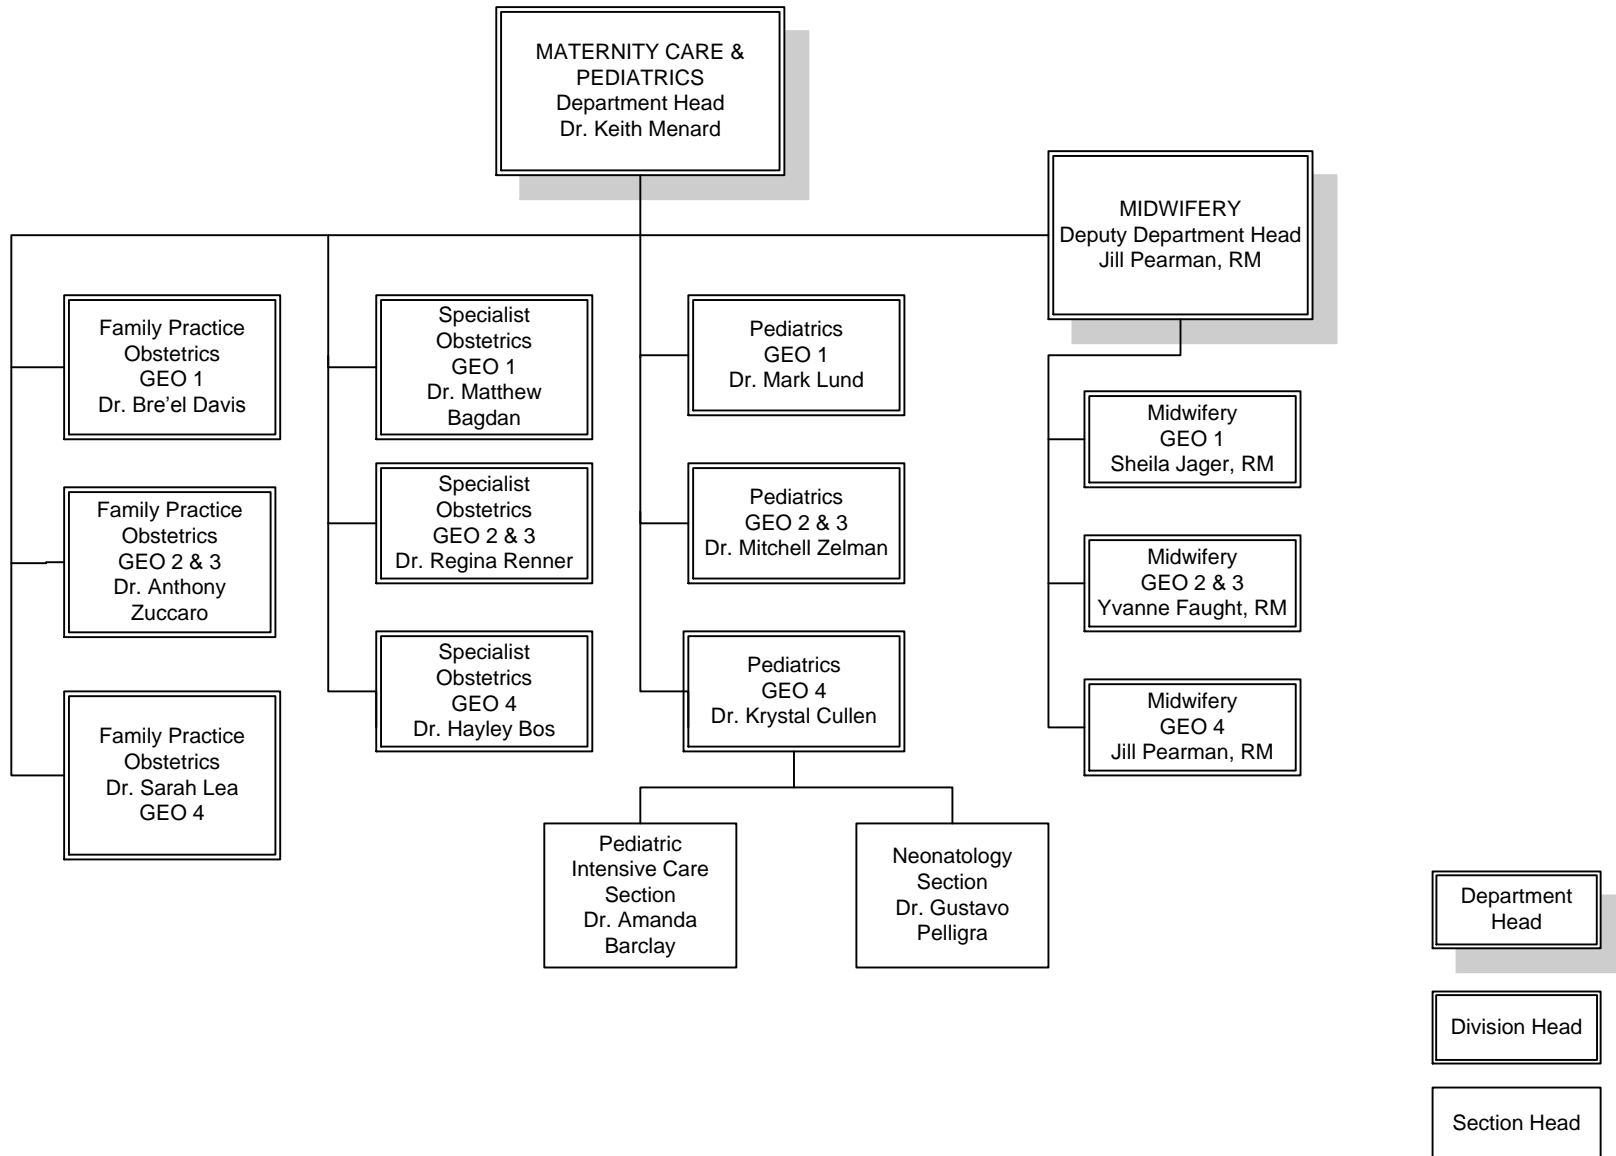 MATERNITY CARE &
PEDIATRICS
Department Head
Dr. Keith Menard
MIDWIFERY
Deputy Department Head
Jill Pearman, RM
Family Practice
Obstetrics
GEO 1
Dr. Bre’el Davis
Specialist
Obstetrics
GEO 1
Dr. Matthew
Bagdan
Pediatrics
GEO 1
Dr. Mark Lund
Midwifery
GEO 1
Sheila Jager, RM
Family Practice
Obstetrics
GEO 2 & 3
Dr. Anthony
Zuccaro
Specialist
Obstetrics
GEO 2 & 3
Dr. Regina Renner
Pediatrics
GEO 2 & 3
Dr. Mitchell Zelman
Midwifery
GEO 2 & 3
Yvanne Faught, RM
Family Practice
Obstetrics
Dr. Sarah Lea
GEO 4
Specialist
Obstetrics
GEO 4
Dr. Hayley Bos
Pediatrics
GEO 4
Dr. Krystal Cullen
Midwifery
GEO 4
Jill Pearman, RM
Pediatric
Intensive Care
Section
Dr. Amanda
Barclay
Neonatology
Section
Dr. Gustavo
Pelligra
Department
Head
Division Head
Section Head